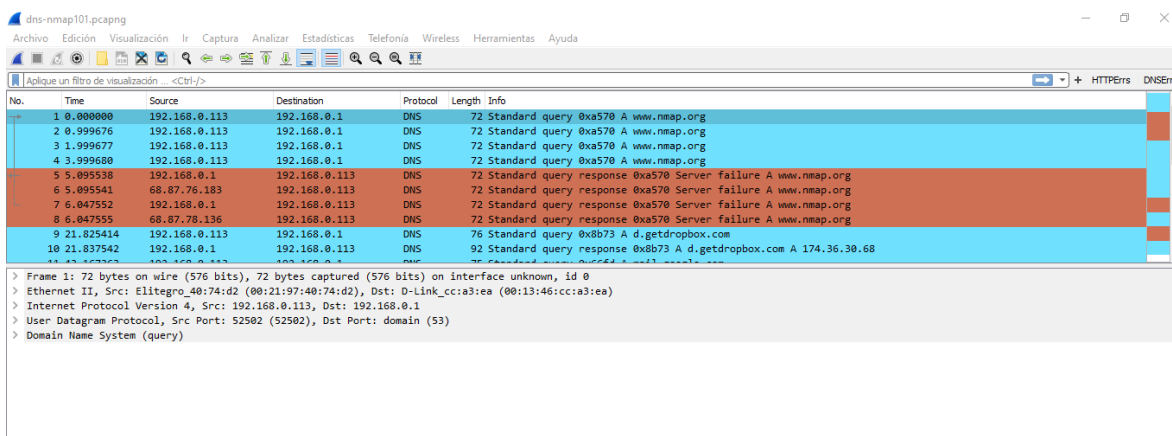 dns-nmap101.pcapng
Archivo Edición Visualización Ir Captura Analizar Estadísticas Telefonía Wireless Herramientas Ayuda
Aplique un filtro de visualización ... <Ctrl-/> + HTTPErrs DNSErr
No. Time Source Destination Protocol Length Info
1 0.000000 192.168.0.113 192.168.0.1 DNS 72 Standard query 0xa570 A www.nmap.org
2 0.999676 192.168.0.113 192.168.0.1 DNS 72 Standard query 0xa570 A www.nmap.org
3 1.999677 192.168.0.113 192.168.0.1 DNS 72 Standard query 0xa570 A www.nmap.org
4 3.999680 192.168.0.113 192.168.0.1 DNS 72 Standard query 0xa570 A www.nmap.org
5 5.095538 192.168.0.1 192.168.0.113 DNS 72 Standard query response 0xa570 Server failure A www.nmap.org
6 5.095541 68.87.76.183 192.168.0.113 DNS 72 Standard query response 0xa570 Server failure A www.nmap.org
7 6.047552 192.168.0.1 192.168.0.113 DNS 72 Standard query response 0xa570 Server failure A www.nmap.org
8 6.047555 68.87.78.136 192.168.0.113 DNS 72 Standard query response 0xa570 Server failure A www.nmap.org
9 21.825414 192.168.0.113 192.168.0.1 DNS 76 Standard query 0x8b73 A d.getdropbox.com
10 21.837542 192.168.0.1 192.168.0.113 DNS 92 Standard query response 0x8b73 A d.getdropbox.com A 174.36.30.68
Frame 1: 72 bytes on wire (576 bits), 72 bytes captured (576 bits) on interface unknown, id 0
Ethernet II, Src: Elitegro_40:74:d2 (00:21:97:40:74:d2), Dst: D-Link_cc:a3:ea (00:13:46:cc:a3:ea)
Internet Protocol Version 4, Src: 192.168.0.113, Dst: 192.168.0.1
User Datagram Protocol, Src Port: 52502 (52502), Dst Port: domain (53)
Domain Name System (query)